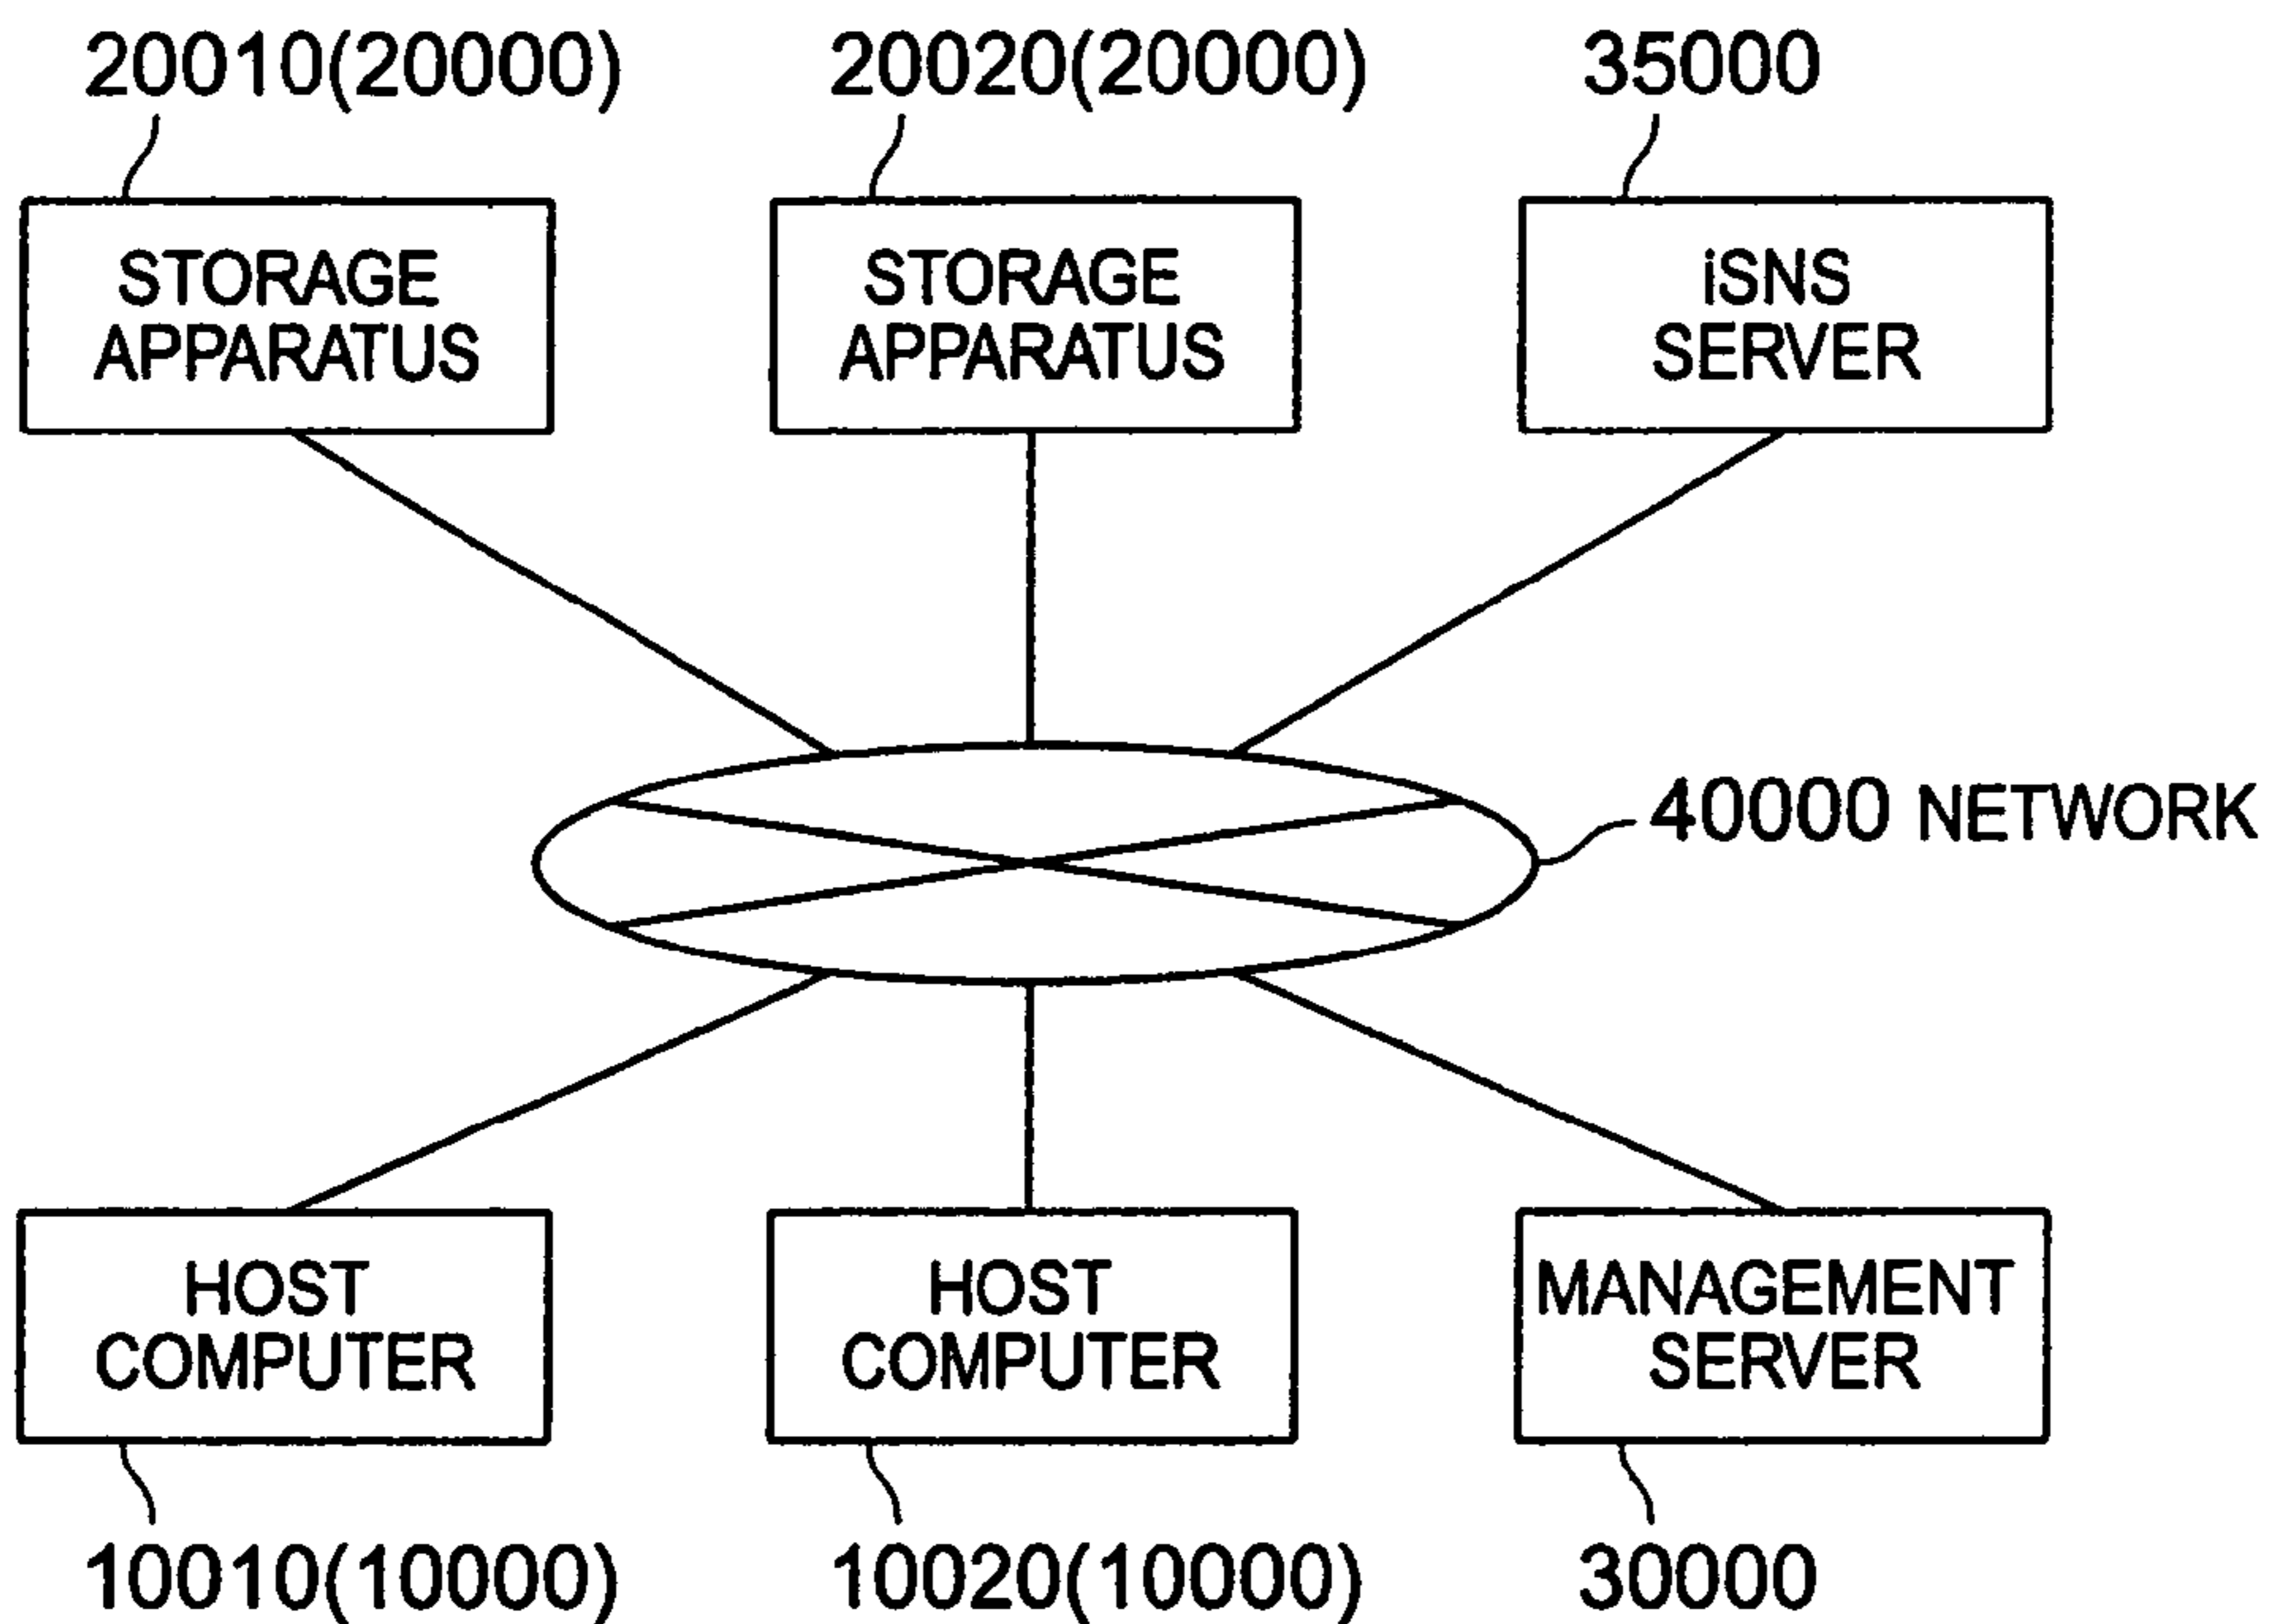 20010(20000)
20020(20000)
35000
STORAGE
APPARATUS
STORAGE
APPARATUS
iSNS
SERVER
40000 NETWORK
HOST
COMPUTER
HOST
COMPUTER
MANAGEMENT
SERVER
10010(10000)
10020(10000)
30000